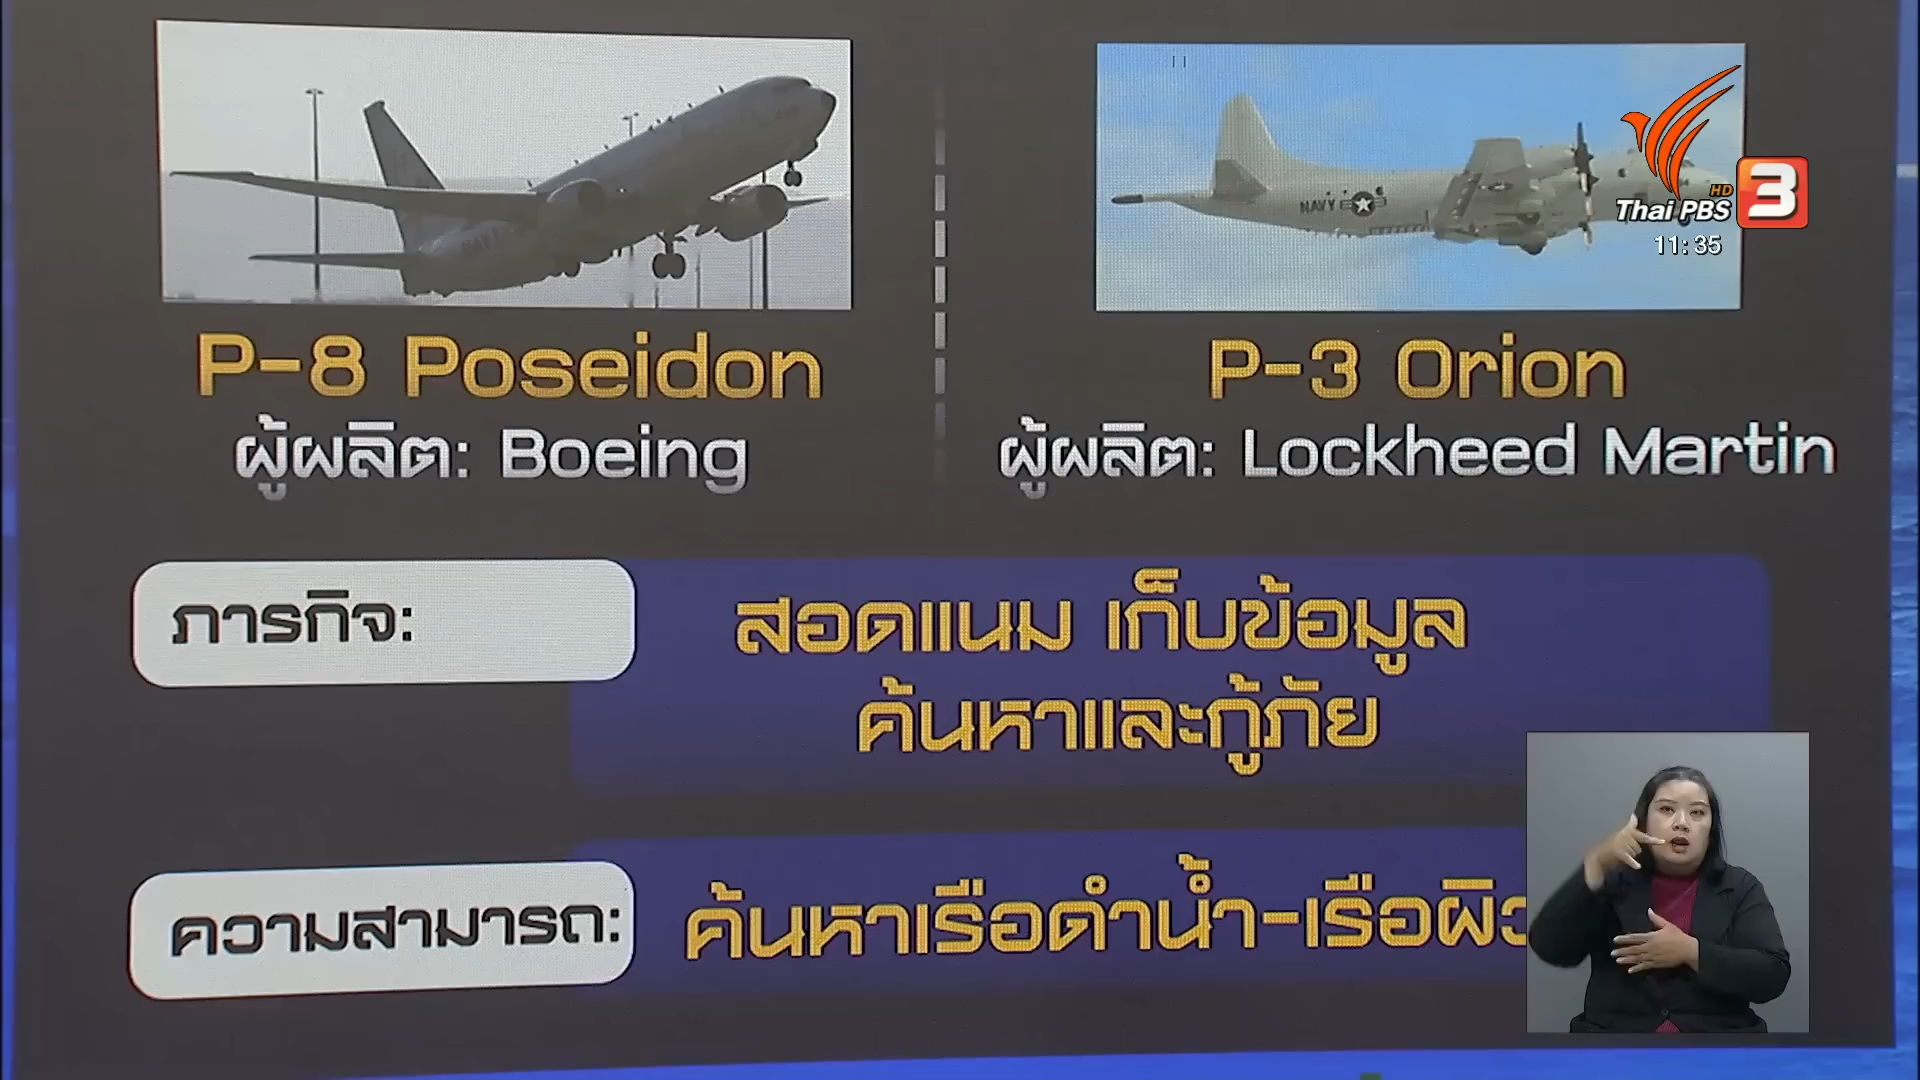 P-8 Poseidon
ผู้ผลิต: Boeing
NAVY
P-3 Orion
ผู้ผลิต: Lockheed Martin
HD
Thai PBS
3
11:35
ภารกิจ:
สอดแนม เก็บข้อมูล
ค้นหาและกู้ภัย
ความสามารถ:
ค้นหาเรือดำน้ำ-เรือผิว